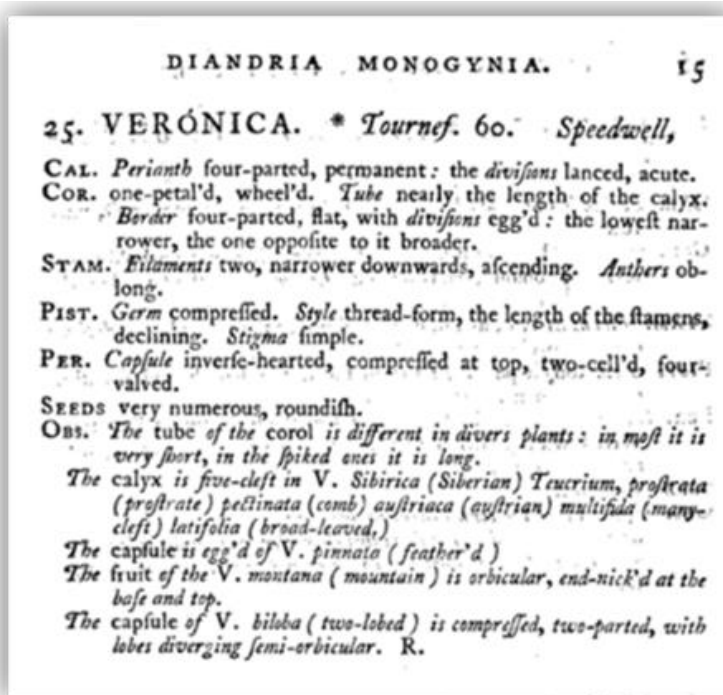 DIANDRIA MONOGYNIA. 15
25. VERÓNICA. * Tournef. 60. Speedwell,
CAL. Perianth four-parted, permanent: the diviſions lanced, acute.
COR. one-petal'd, wheel'd. Tube nearly the length of the calyx.
Border four-parted, flat, with diviſions egg'd: the loweſt nar-
rower, the one oppoſite to it broader.
STAM. Filaments two, narrower downwards, aſcending. Anthers ob-
long.
PIST. Germ compreſſed. Style thread-form, the length of the ſtamens,
declining. Stigma ſimple.
PER. Capſule inverſe-hearted, compreſſed at top, two-cell'd, four-
valved.
SEEDS very numerous, roundiſh.
OBS. The tube of the corol is different in divers plants: in moſt it is
very ſhort, in the ſpiked ones it is long.
The calyx is five-cleft in V. Sibirica (Siberian) Teucrium, proſtrata
(proſtrate) pectinata (comb) auſtriaca (auſtrian) multifida (many-
cleft) latifolia (broad-leaved,)
The capſule is egg'd of V. pinnata (feather'd)
The fruit of the V. montana (mountain) is orbicular, end-nick'd at the
baſe and top.
The capſule of V. biloba (two-lobed) is compreſſed, two-parted, with
lobes diverging ſemi-orbicular. R.